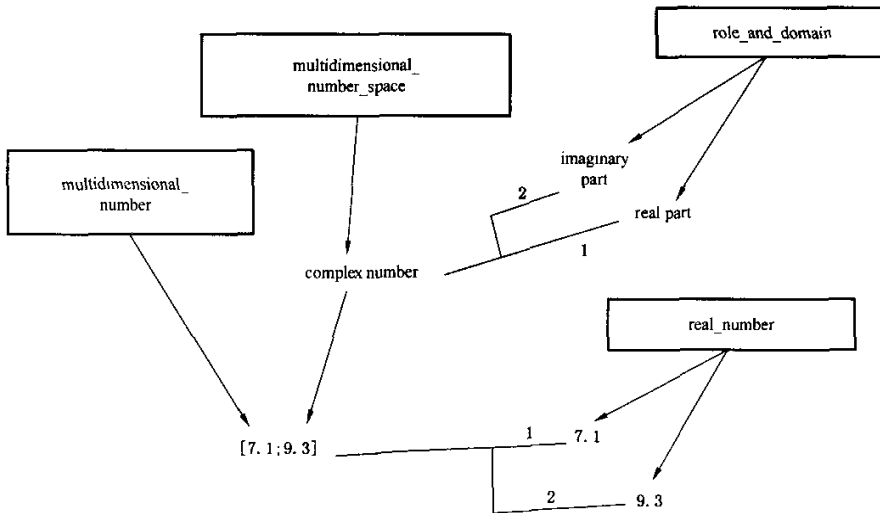 role_and_domain
multidimensional_
number_space
multidimensional_
number
imaginary
part
2
real part
1
complex number
real_number
[7.1;9.3]
1
7.1
2
9.3